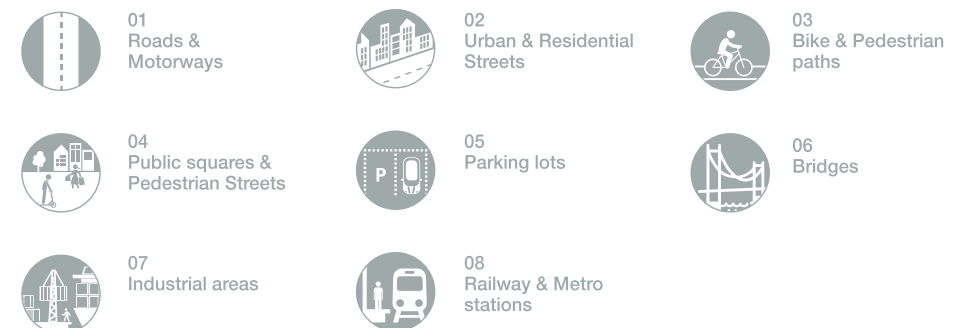 01
Roads &
Motorways
02
Urban & Residential
Streets
03
Bike & Pedestrian
paths
04
Public squares &
Pedestrian Streets
P
05
Parking lots
06
Bridges
07
Industrial areas
08
Railway & Metro
stations